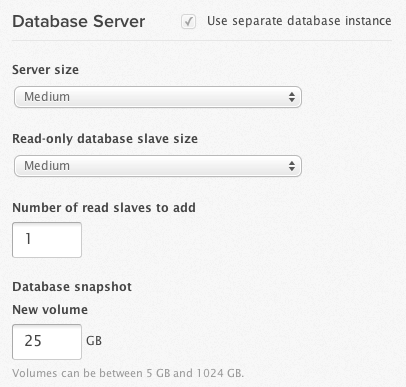 Database Server Use separate database instance
Server size
Medium
Read-only database slave size
Medium
Number of read slaves to add
1
Database snapshot
New volume
25 GB
Volumes can be between 5 GB and 1024 GB.